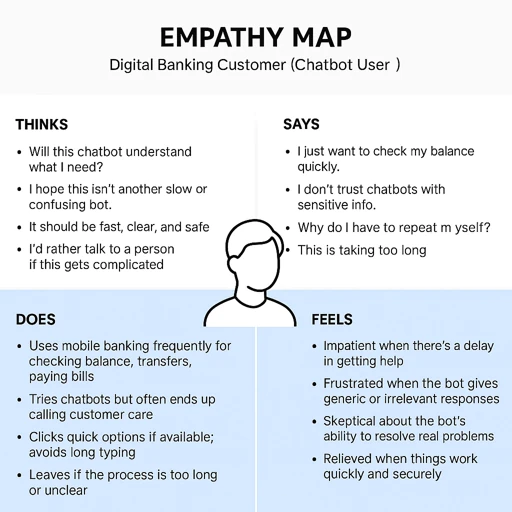 EMPATHY MAP
Digital Banking Customer (Chatbot User )
THINKS
• Will this chatbot understand
what I need?
• I hope this isn't another slow or
confusing bot.
• It should be fast, clear, and safe
• I'd rather talk to a person
if this gets complicated
SAYS
• I just want to check my balance
quickly.
• I don't trust chatbots with
sensitive info.
• Why do I have to repeat m yself?
• This is taking too long
DOES
• Uses mobile banking frequently for
checking balance, transfers,
paying bills
• Tries chatbots but often ends up
calling customer care
• Clicks quick options if available;
avoids long typing
• Leaves if the process is too long
or unclear
FEELS
• Impatient when there's a delay
in getting help
• Frustrated when the bot gives
generic or irrelevant responses
• Skeptical about the bot's
ability to resolve real problems
• Relieved when things work
quickly and securely